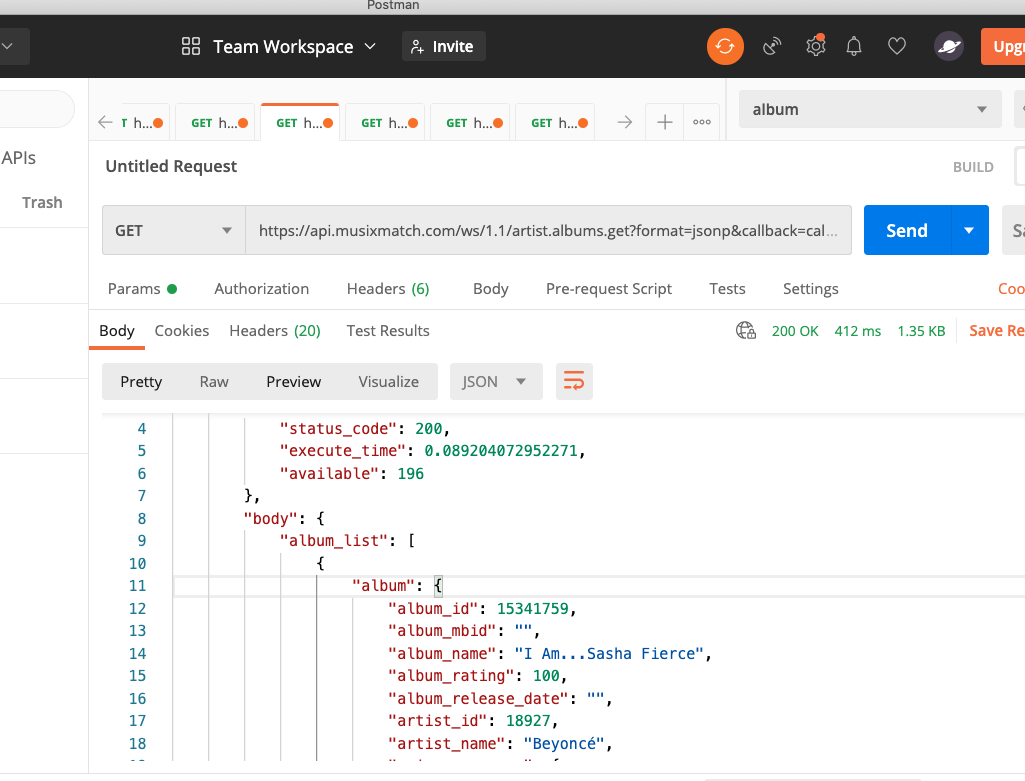 Postman
Team Workspace
Invite
Upg
T h...
GET h...
GET h...
GET h...
GET h...
GET h...
album
APIs
Trash
Untitled Request
BUILD
GET
https://api.musixmatch.com/ws/1.1/artist.albums.get?format=jsonp&callback=cal...
Send
Sa
Params
Authorization
Headers (6)
Body
Pre-request Script
Tests
Settings
Coo
Body
Cookies
Headers (20)
Test Results
200 OK
412 ms
1.35 KB
Save Re
Pretty
Raw
Preview
Visualize
JSON
4 "status_code": 200,
5 "execute_time": 0.089204072952271,
6 "available": 196
7 },
8 "body": {
9 "album_list": [
10 {
11 "album": {
12 "album_id": 15341759,
13 "album_mbid": "",
14 "album_name": "I Am...Sasha Fierce",
15 "album_rating": 100,
16 "album_release_date": "",
17 "artist_id": 18927,
18 "artist_name": "Beyoncé",